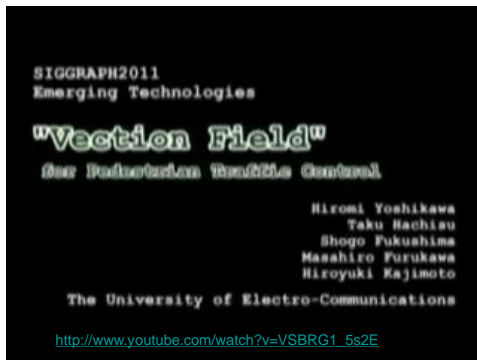 SIGGRAPH2011
Emerging Technologies
"Vection Field"
for Pedestrian Traffic Control
Hiromi Yoshikawa
Taku Hachisu
Shogo Fukushima
Masahiro Furukawa
Hiroyuki Kajimoto
The University of Electro-Communications
http://www.youtube.com/watch?v=VSBRG1_5s2E